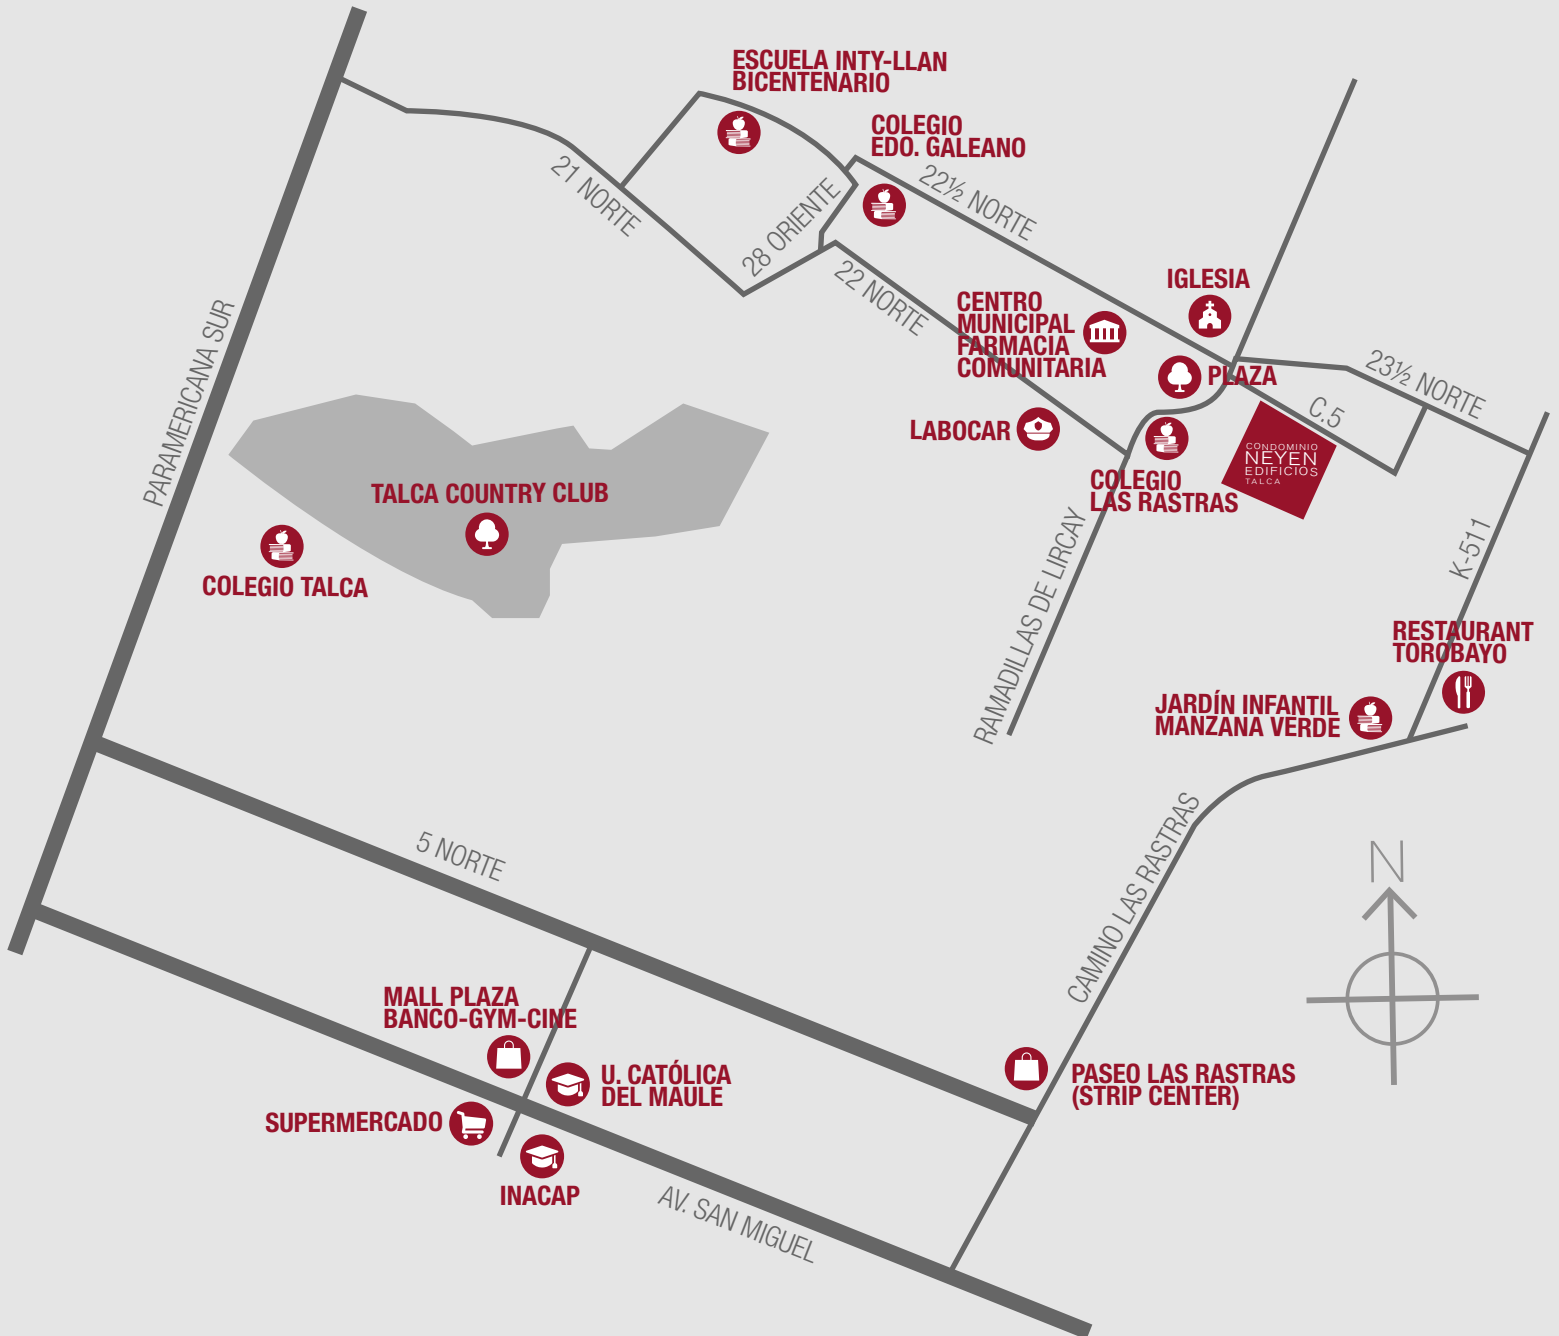 ESCUELA INTY-LLAN
BICENTENARIO
COLEGIO
EDO. GALEANO
21 NORTE
28 ORIENTE
22½ NORTE
22 NORTE
IGLESIA
CENTRO
MUNICIPAL
FARMACIA
COMUNITARIA
PLAZA
23½ NORTE
C.5
LABOCAR
CONDOMINIO
NEYEN
EDIFICIOS
TALCA
COLEGIO
LAS RASTRAS
PARAMERICANA SUR
TALCA COUNTRY CLUB
COLEGIO TALCA
RAMADILLAS DE LIRCAY
K-511
RESTAURANT
TOROBAYO
JARDÍN INFANTIL
MANZANA VERDE
5 NORTE
CAMINO LAS RASTRAS
N
MALL PLAZA
BANCO-GYM-CINE
U. CATÓLICA
DEL MAULE
PASEO LAS RASTRAS
(STRIP CENTER)
SUPERMERCADO
INACAP
AV. SAN MIGUEL